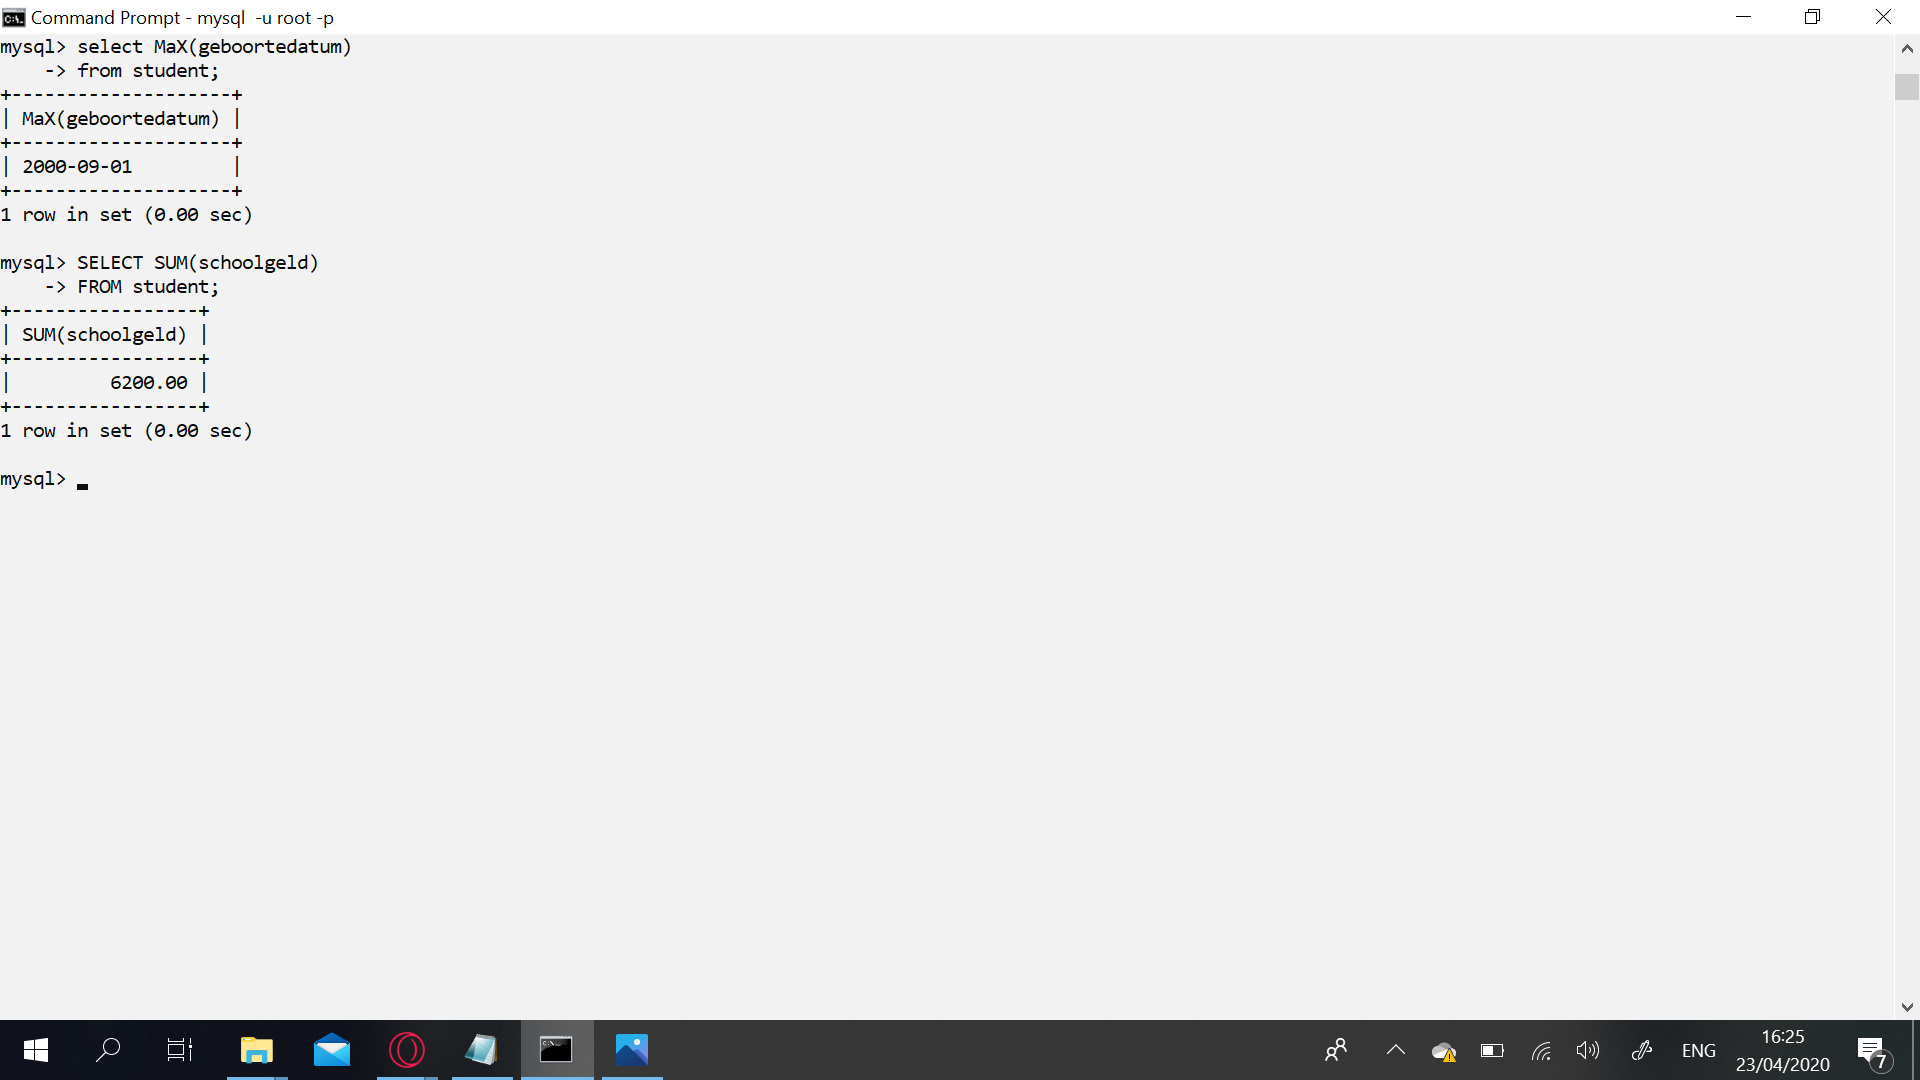 Command Prompt - mysql  -u root -p
mysql> select MaX(geboortedatum)
    -> from student;
+--------------------+
| MaX(geboortedatum) |
+--------------------+
| 2000-09-01         |
+--------------------+
1 row in set (0.00 sec)
mysql> SELECT SUM(schoolgeld)
    -> FROM student;
+-----------------+
| SUM(schoolgeld) |
+-----------------+
|         6200.00 |
+-----------------+
1 row in set (0.00 sec)
mysql>
ENG
16:25
23/04/2020
7